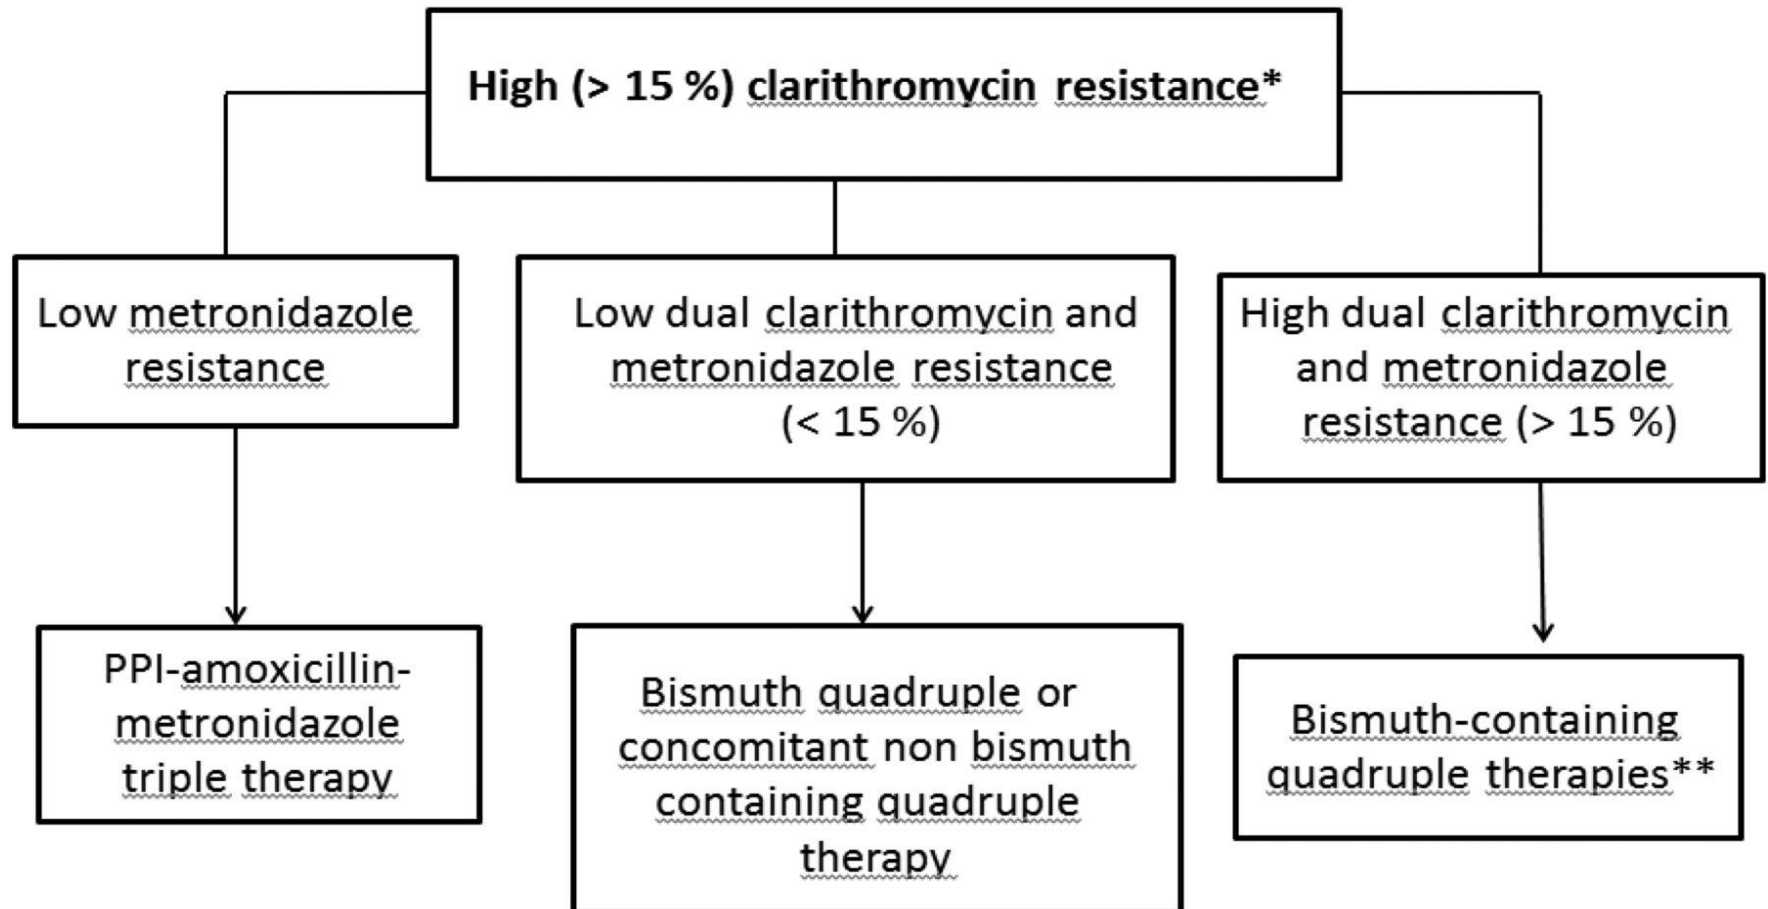 High (> 15 %) clarithromycin resistance*
Low metronidazole
resistance
Low dual clarithromycin and
metronidazole resistance
(< 15 %)
High dual clarithromycin
and metronidazole
resistance (> 15 %)
PPI-amoxicillin-
metronidazole
triple therapy
Bismuth quadruple or
concomitant non bismuth
containing quadruple
therapy
Bismuth-containing
quadruple therapies**